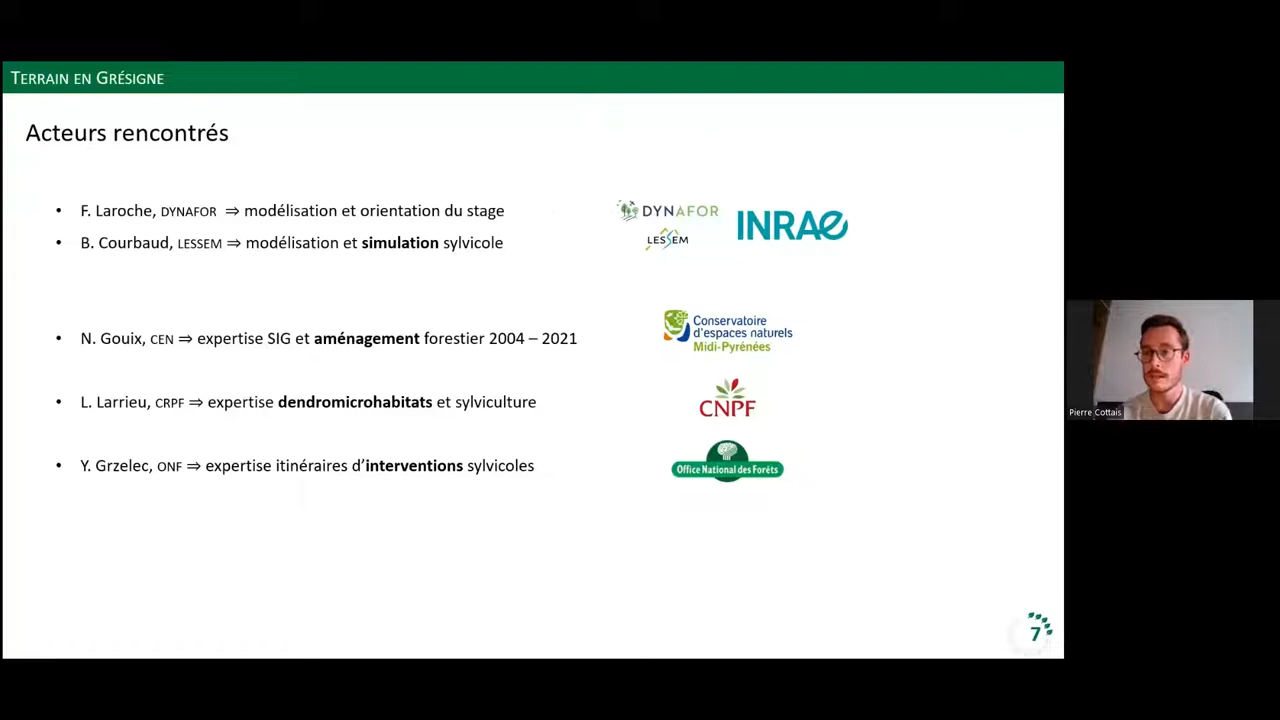 TERRAIN EN GRÉSIGNE
Acteurs rencontrés
• F. Laroche, DYNAFOR ⇒ modélisation et orientation du stage
• B. Courbaud, LESSEM ⇒ modélisation et simulation sylvicole
DYNAFOR
LESSEM
INRAE
• N. Gouix, CEN ⇒ expertise SIG et aménagement forestier 2004 – 2021
Conservatoire
d'espaces naturels
Midi-Pyrénées
• L. Larrieu, CRPF ⇒ expertise dendromicrohabitats et sylviculture
CNPF
• Y. Grzelec, ONF ⇒ expertise itinéraires d'interventions sylvicoles
Office National des Forêts
Pierre Cottais
7